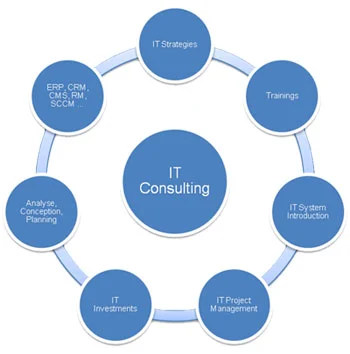 IT Strategies
Trainings
IT System
Introduction
IT Project
Management
IT
Investments
Analyse,
Conception,
Planning
ERP, CRM,
CMS, RM,
SCCM ...
IT
Consulting